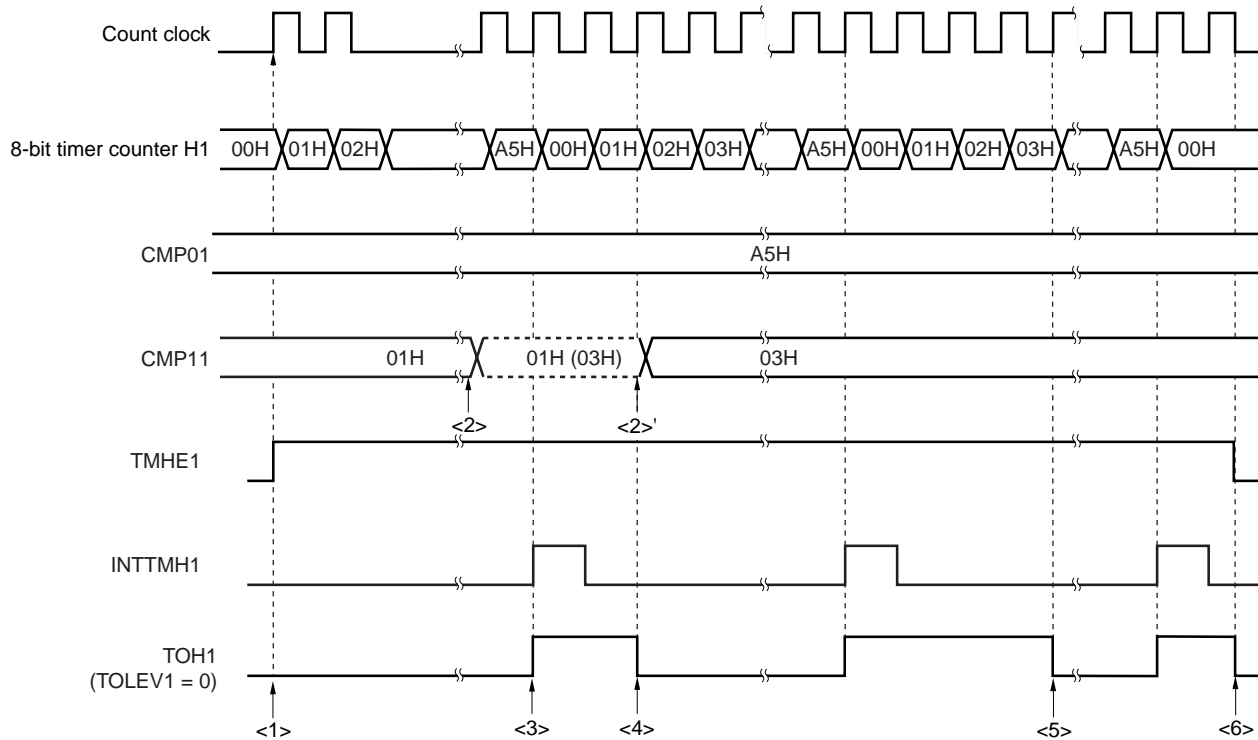 Count clock
8-bit timer counter H1 00H 01H 02H A5H 00H 01H 02H 03H A5H 00H 01H 02H 03H A5H 00H
CMP01 A5H
CMP11 01H 01H (03H) 03H
<2> <2>'
TMHE1
INTTMH1
TOH1
(TOLEV1 = 0)
<1> <3> <4> <5> <6>